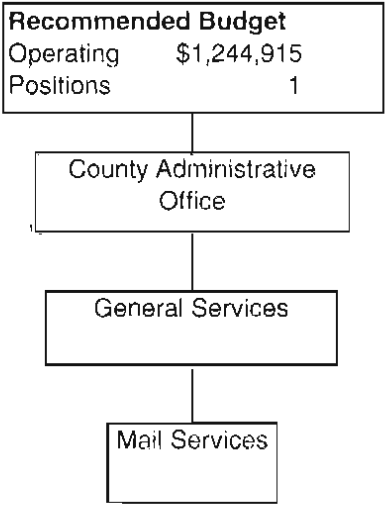 Recommended Budget
Operating $1,244,915
Positions 1
County Administrative
Office
General Services
Mail Services